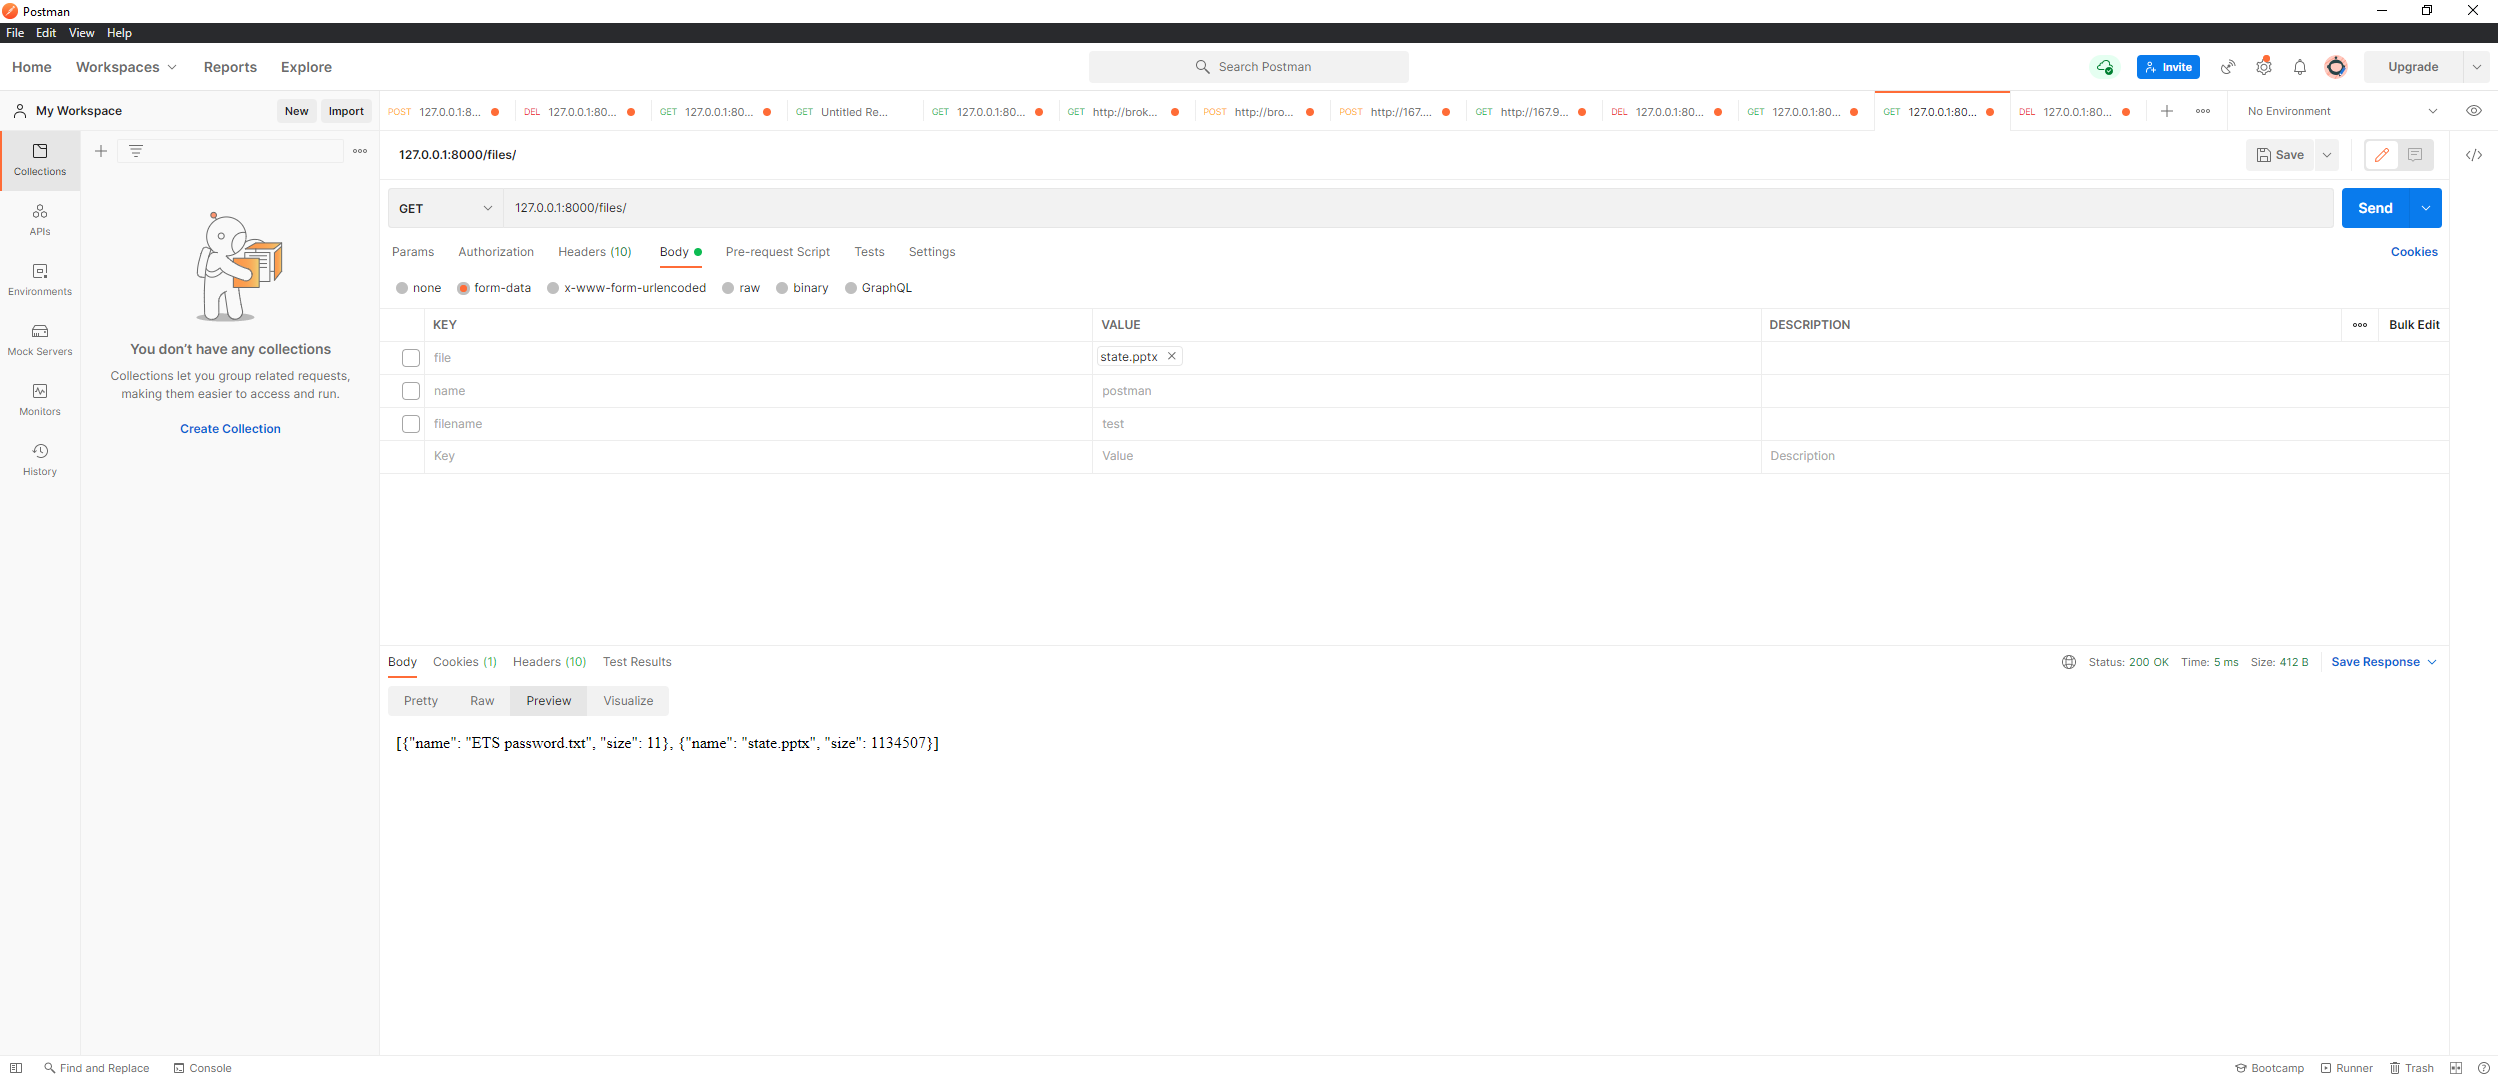 Postman
File Edit View Help
Home Workspaces Reports Explore Search Postman Invite Upgrade
My Workspace New Import POST 127.0.0.1:8... DEL 127.0.0.1:80... GET 127.0.0.1:80... GET Untitled Re... GET 127.0.0.1:80... GET http://brok... POST http://bro... POST http://167.... GET http://167.9... DEL 127.0.0.1:80... GET 127.0.0.1:80... GET 127.0.0.1:80... DEL 127.0.0.1:80... No Environment
Collections
APIs
Environments
Mock Servers
Monitors
History
You don't have any collections
Collections let you group related requests,
making them easier to access and run.
Create Collection
127.0.0.1:8000/files/ Save
GET 127.0.0.1:8000/files/ Send
Params Authorization Headers (10) Body Pre-request Script Tests Settings Cookies
none form-data x-www-form-urlencoded raw binary GraphQL
KEY VALUE DESCRIPTION Bulk Edit
file state.pptx
name postman
filename test
Key Value Description
Body Cookies (1) Headers (10) Test Results Status: 200 OK Time: 5 ms Size: 412 B Save Response
Pretty Raw Preview Visualize
[{"name": "ETS password.txt", "size": 11}, {"name": "state.pptx", "size": 1134507}]
Find and Replace Console Bootcamp Runner Trash